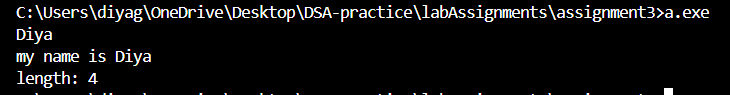 C:\Users\diyag\OneDrive\Desktop\DSA-practice\labAssignments\assignment3>a.exe
Diya
my name is Diya
length: 4